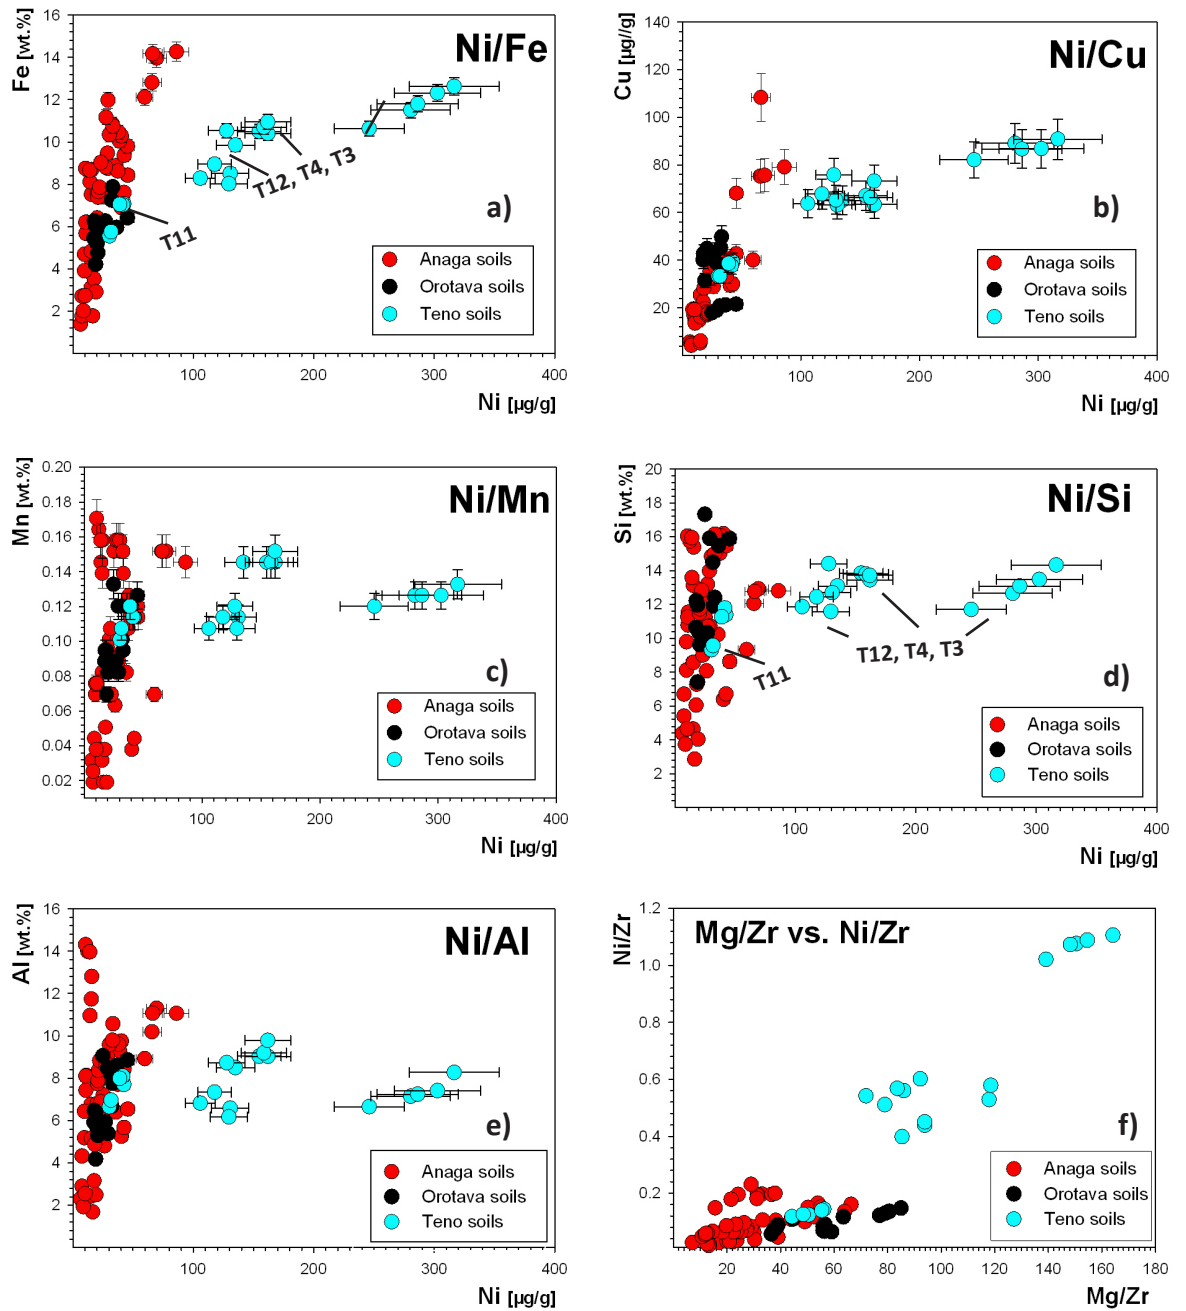 Ni/Fe
Fe [wt.%]
16
14
12
10
8
6
4
2
T12, T4, T3
T11
a)
Anaga soils
Orotava soils
Teno soils
100
200
300
400
Ni [µg/g]
Ni/Cu
Cu [µg//g]
140
120
100
80
60
40
20
b)
Anaga soils
Orotava soils
Teno soils
100
200
300
400
Ni [µg/g]
Ni/Mn
Mn [wt.%]
0.20
0.18
0.16
0.14
0.12
0.10
0.08
0.06
0.04
0.02
c)
Anaga soils
Orotava soils
Teno soils
100
200
300
400
Ni [µg/g]
Ni/Si
Si [wt.%]
20
18
16
14
12
10
8
6
4
2
T12, T4, T3
T11
d)
Anaga soils
Orotava soils
Teno soils
100
200
300
400
Ni [µg/g]
Ni/Al
Al [wt.%]
16
14
12
10
8
6
4
2
e)
Anaga soils
Orotava soils
Teno soils
100
200
300
400
Ni [µg/g]
Mg/Zr vs. Ni/Zr
Ni/Zr
1.2
1.0
0.8
0.6
0.4
0.2
f)
Anaga soils
Orotava soils
Teno soils
20
40
60
80
100
120
140
160
180
Mg/Zr